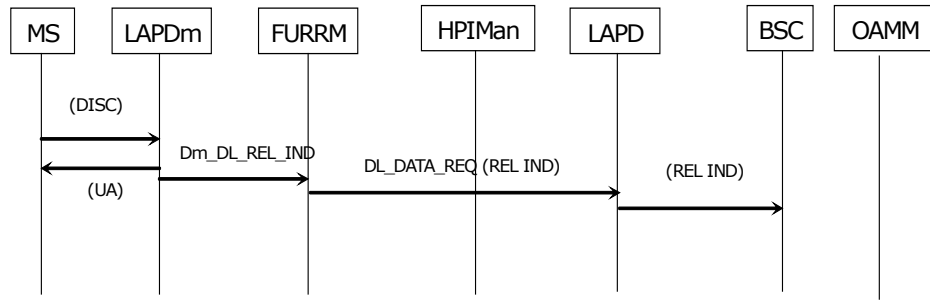 MS LAPDm FURRM HPIMan LAPD BSC OAMM
(DISC)
Dm_DL_REL_IND
DL_DATA_REQ (REL IND)
(REL IND)
(UA)